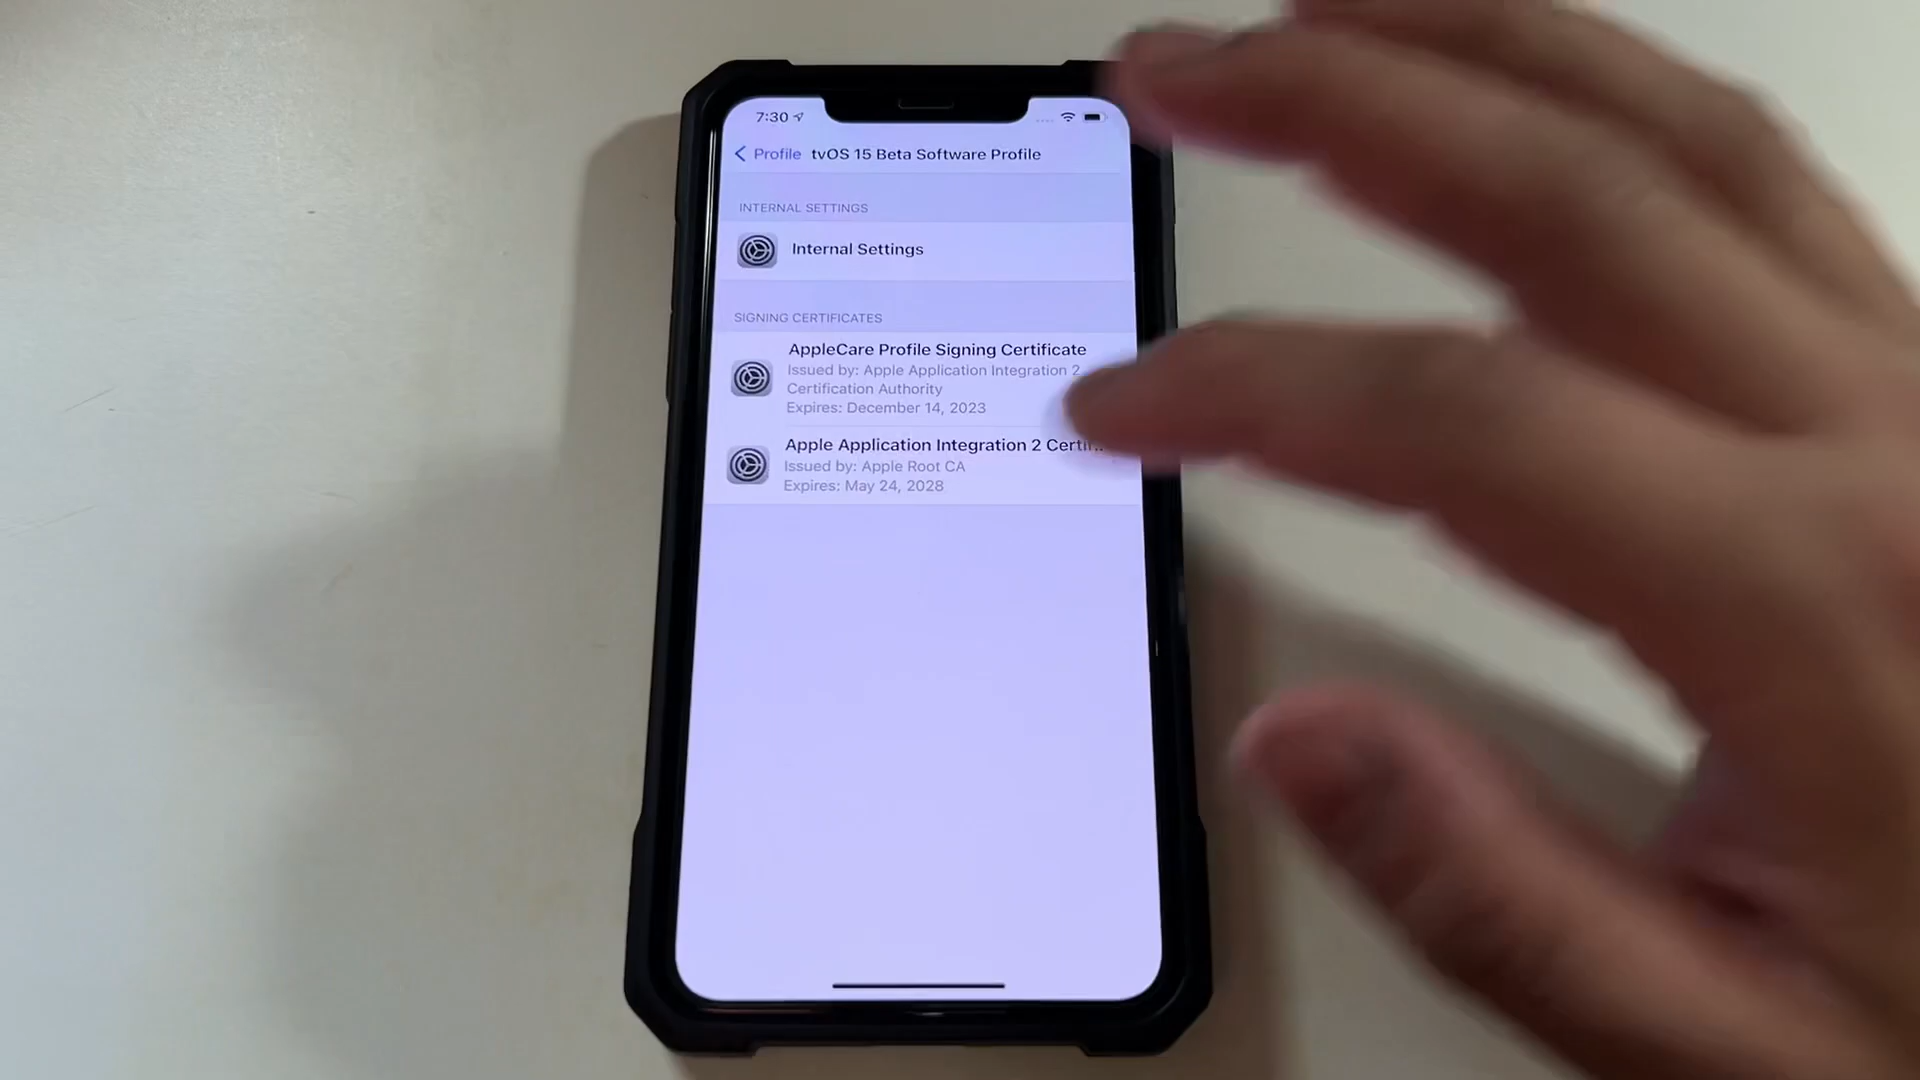 7:30
Profile tvOS 15 Beta Software Profile
INTERNAL SETTINGS
Internal Settings
SIGNING CERTIFICATES
AppleCare Profile Signing Certificate
Issued by: Apple Application Integration 2
Certification Authority
Expires: December 14, 2023
Apple Application Integration 2 Certif...
Issued by: Apple Root CA
Expires: May 24, 2028